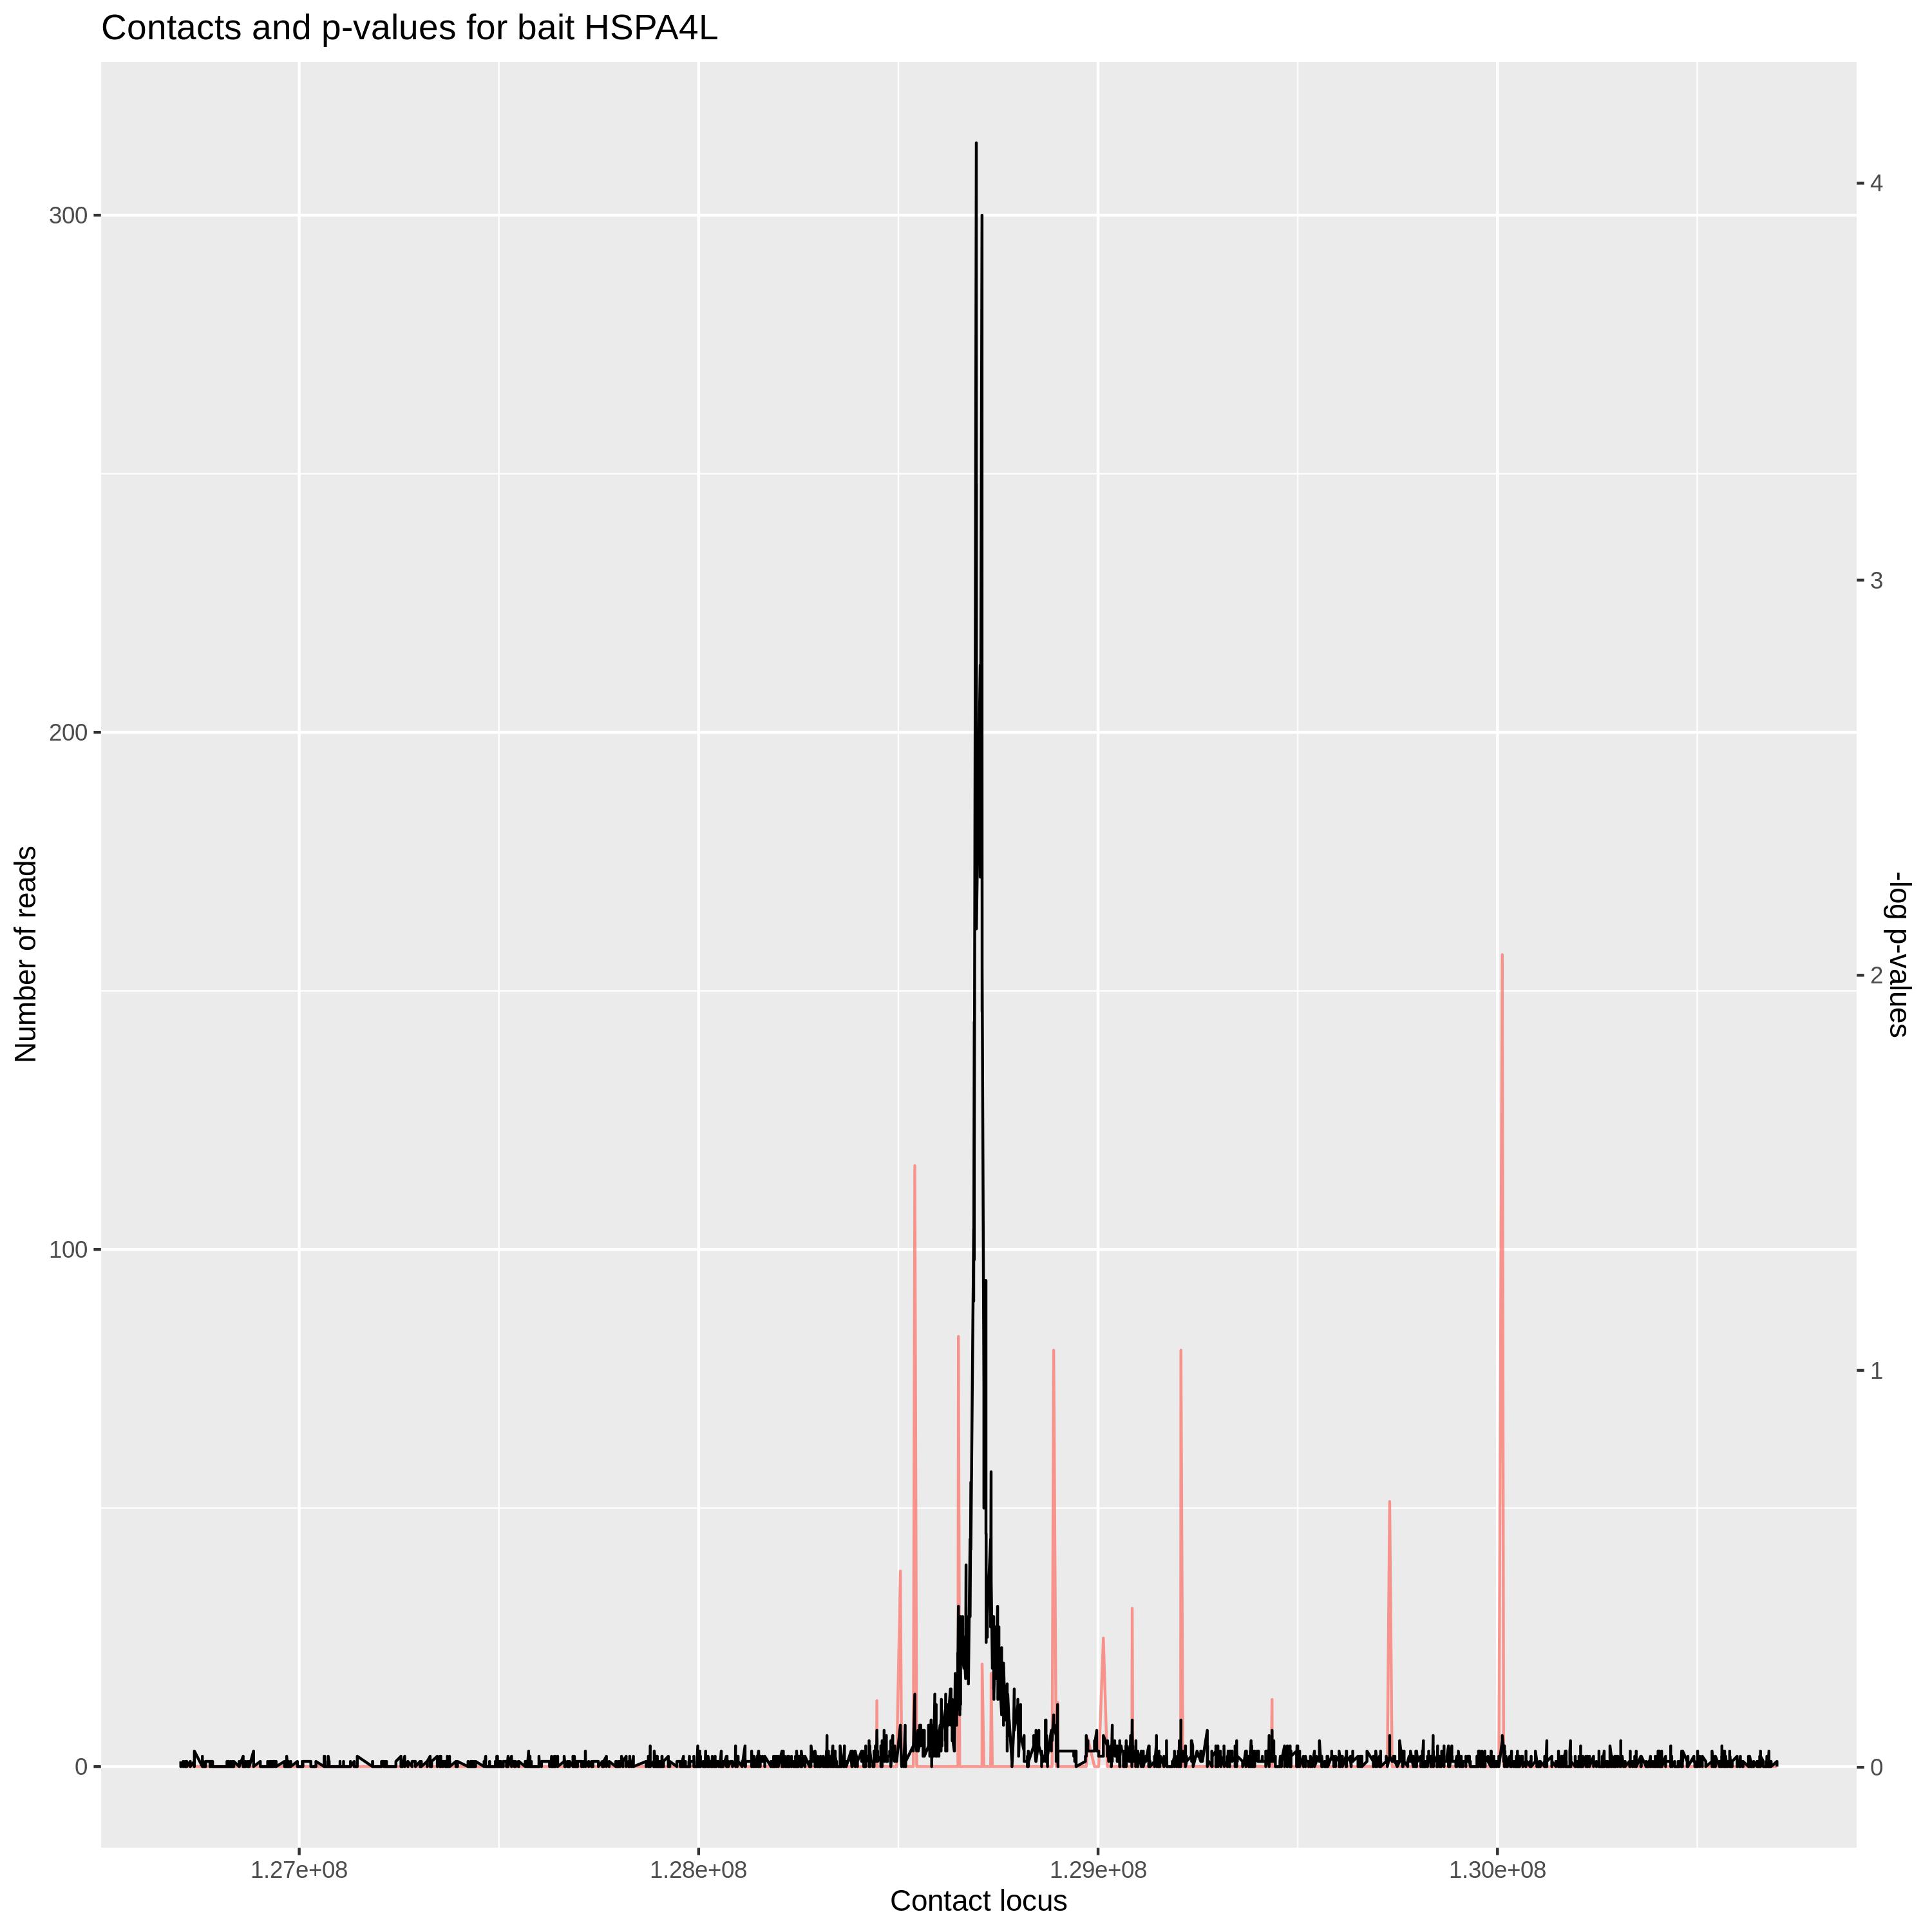 Contacts and p-values for bait HSPA4L
300
200
100
0
Number of reads
4
3
2
1
0
-log p-values
1.27e+08 1.28e+08 1.29e+08 1.30e+08
Contact locus